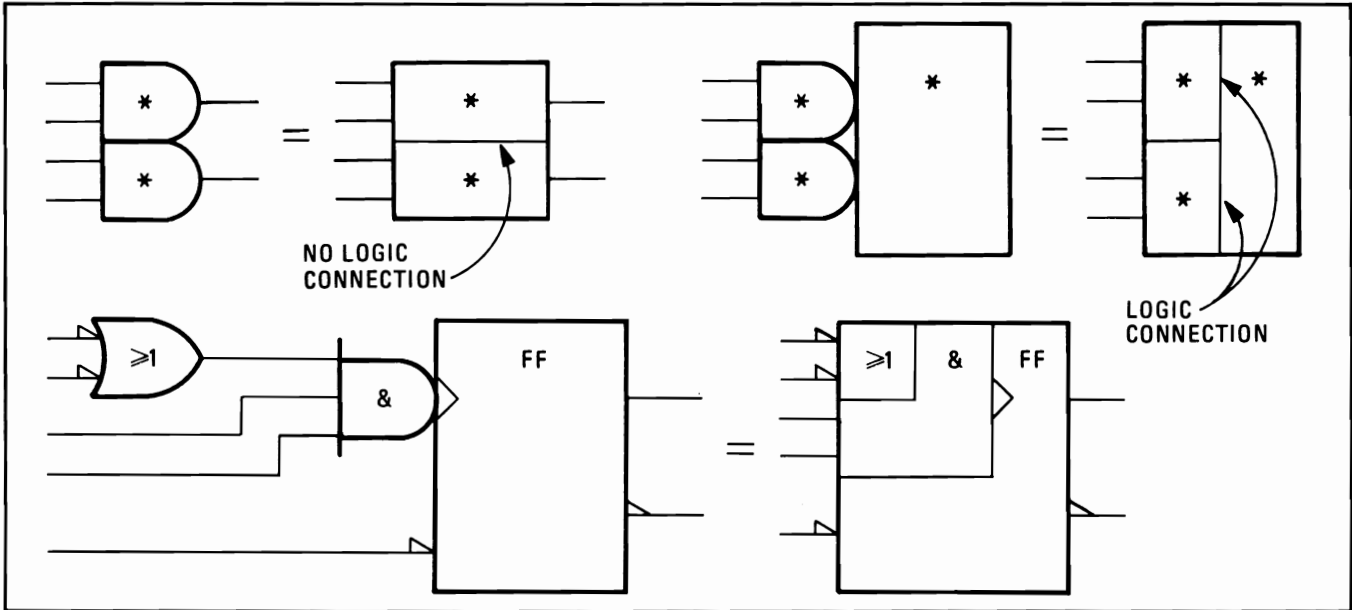 * = * * = * *
* * * *
NO LOGIC
CONNECTION
LOGIC
CONNECTION
≥1 & FF = ≥1 & FF